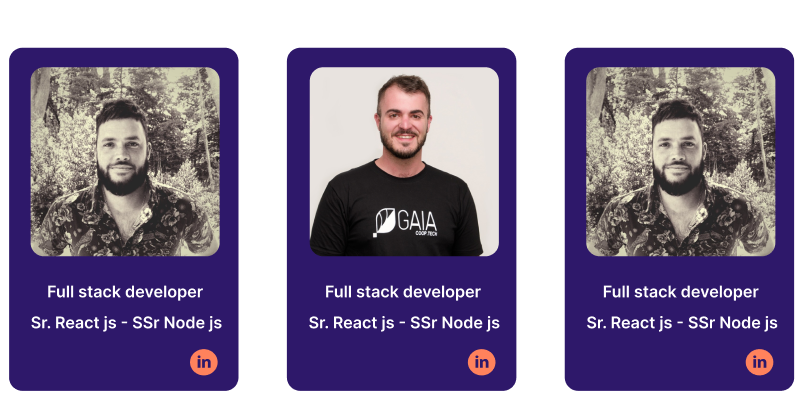 GAIA
COOP.TECH
Full stack developer
Sr. React js - SSr Node js
in
Full stack developer
Sr. React js - SSr Node js
in
Full stack developer
Sr. React js - SSr Node js
in